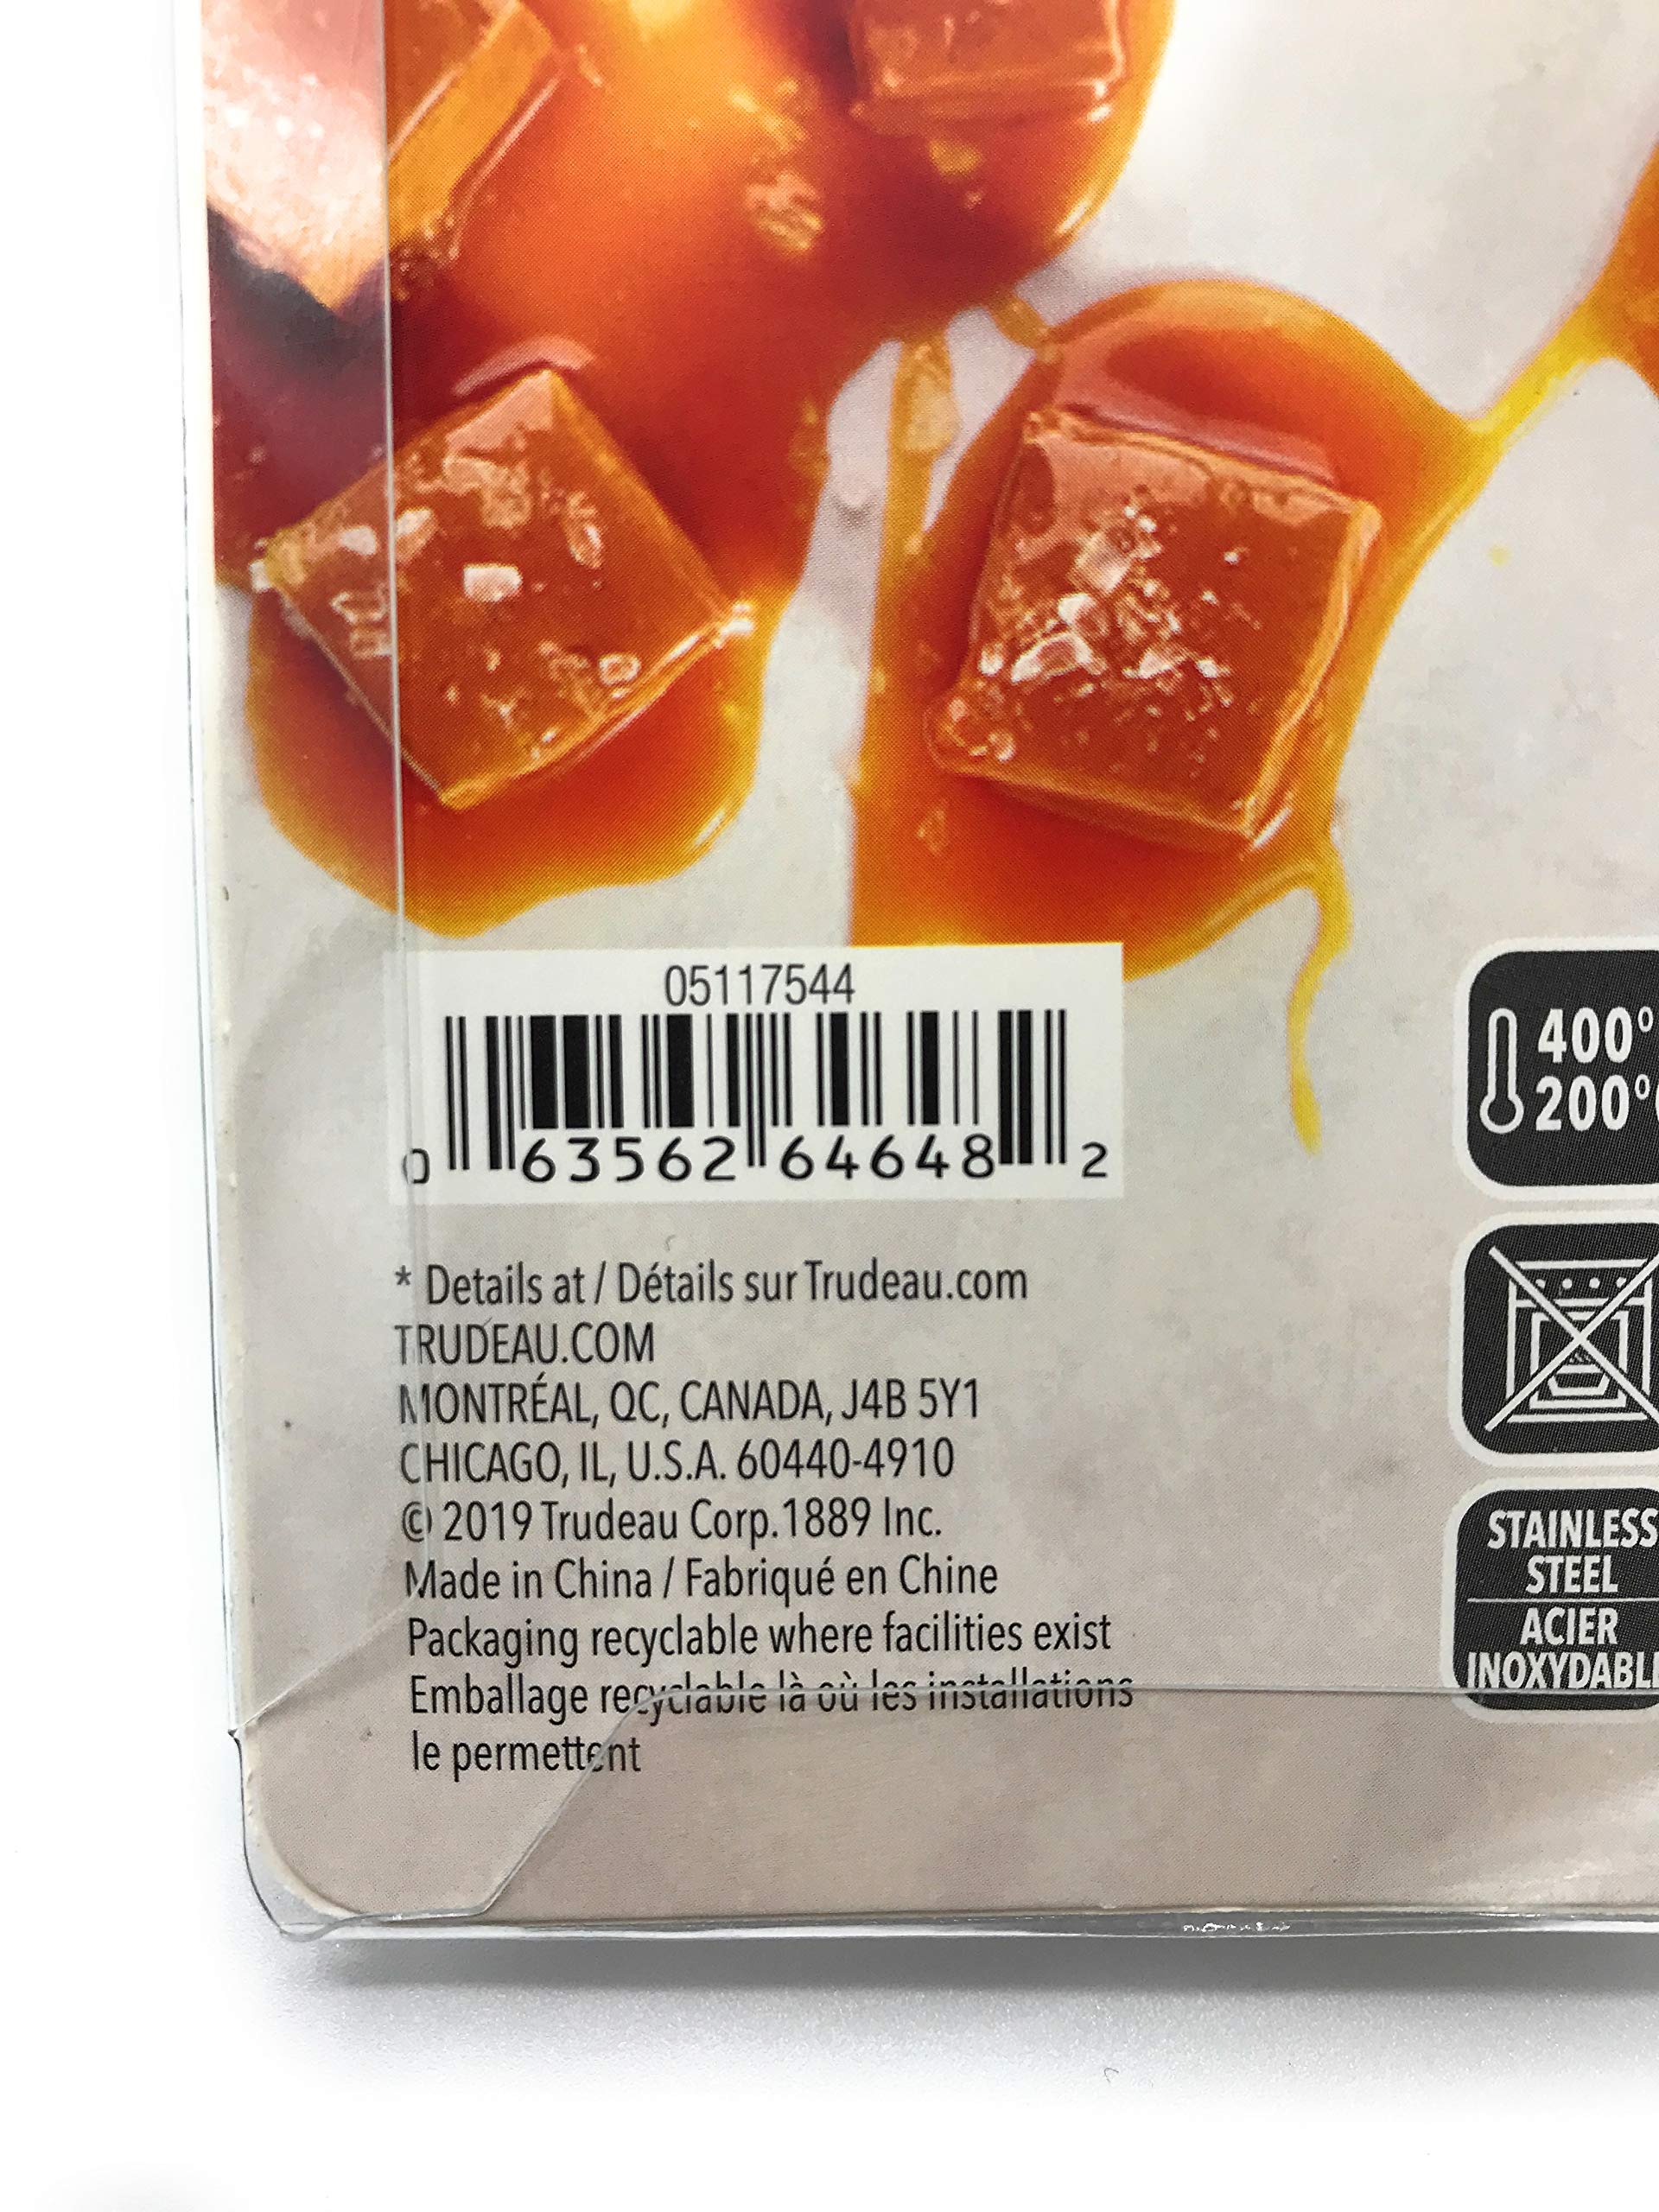 05117544
0 63562 64648 2
* Details at / Détails sur Trudeau.com
TRUDEAU.COM
MONTRÉAL, QC, CANADA, J4B 5Y1
CHICAGO, IL, U.S.A. 60440-4910
© 2019 Trudeau Corp.1889 Inc.
Made in China / Fabriqué en Chine
Packaging recyclable where facilities exist
Emballage recyclable là où les installations
le permettent
400°
200°
STAINLESS
STEEL
ACIER